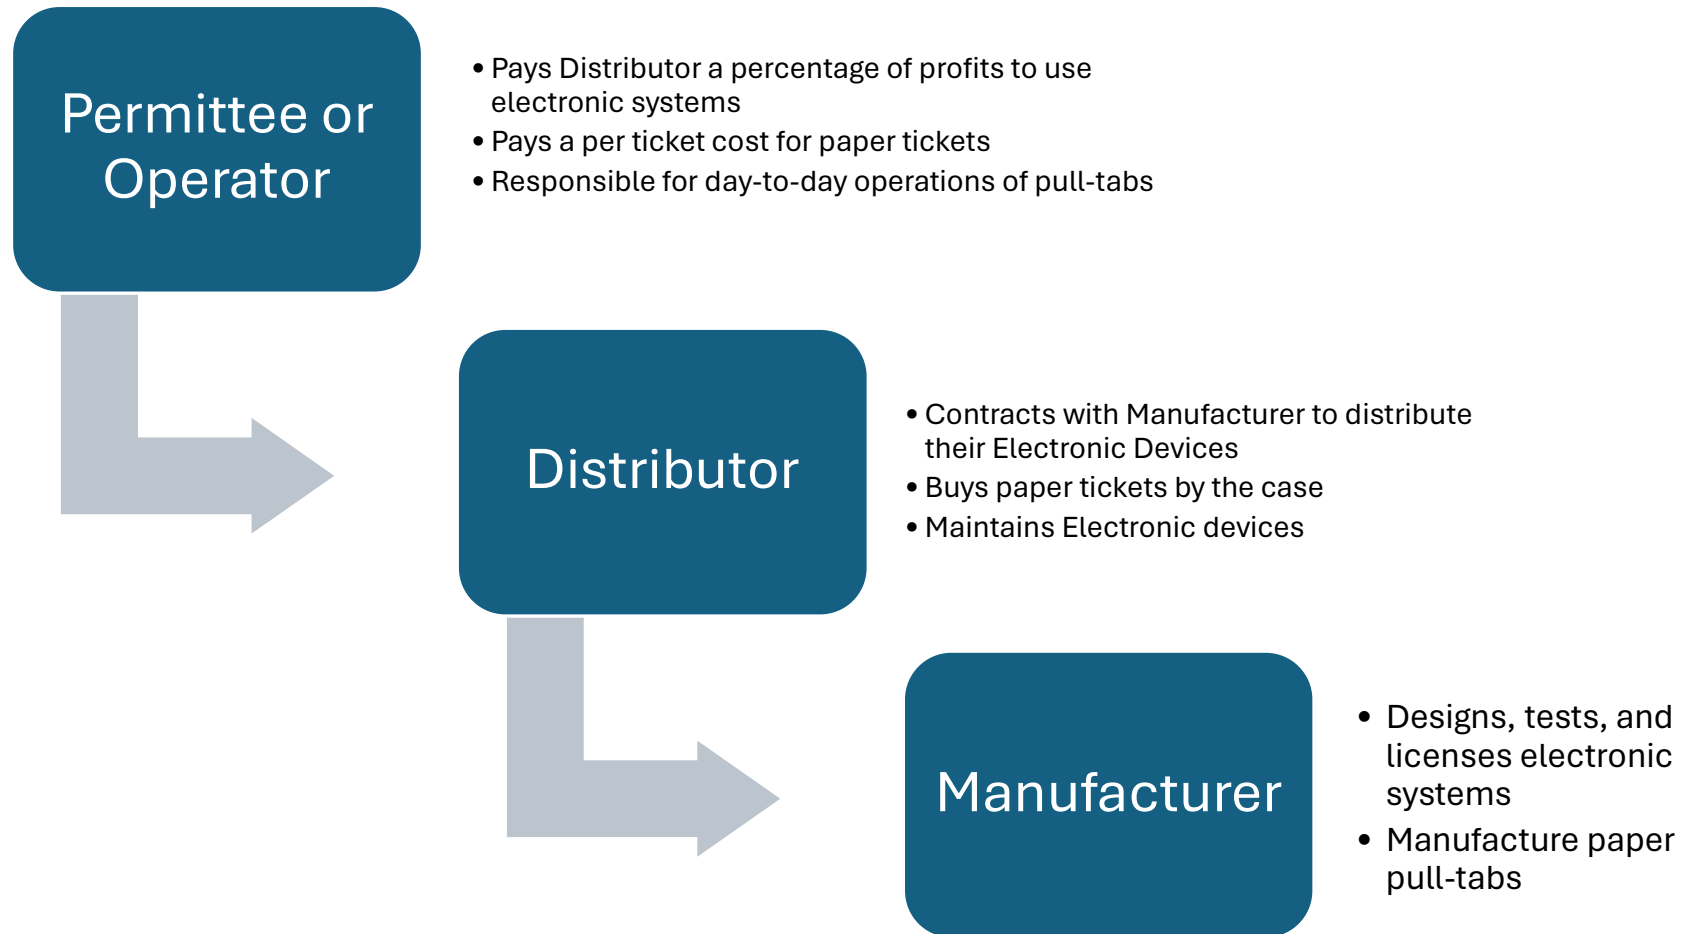 Permittee or
Operator
• Pays Distributor a percentage of profits to use
electronic systems
• Pays a per ticket cost for paper tickets
• Responsible for day-to-day operations of pull-tabs
Distributor
• Contracts with Manufacturer to distribute
their Electronic Devices
• Buys paper tickets by the case
• Maintains Electronic devices
Manufacturer
• Designs, tests, and
licenses electronic
systems
• Manufacture paper
pull-tabs